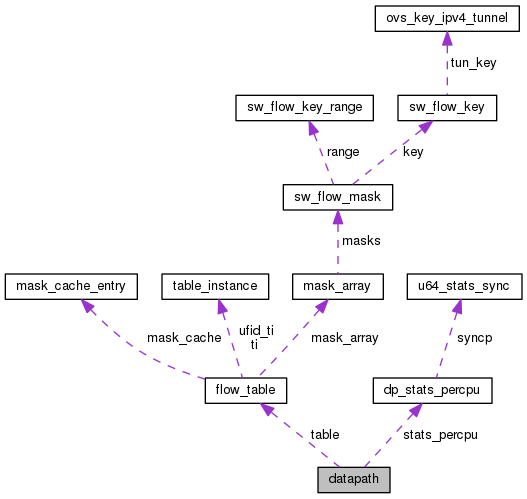 ovs_key_ipv4_tunnel
tun_key
sw_flow_key_range
sw_flow_key
range
key
sw_flow_mask
masks
mask_cache_entry
table_instance
mask_array
u64_stats_sync
mask_cache
ufid_ti
ti
mask_array
syncp
flow_table
dp_stats_percpu
table
stats_percpu
datapath